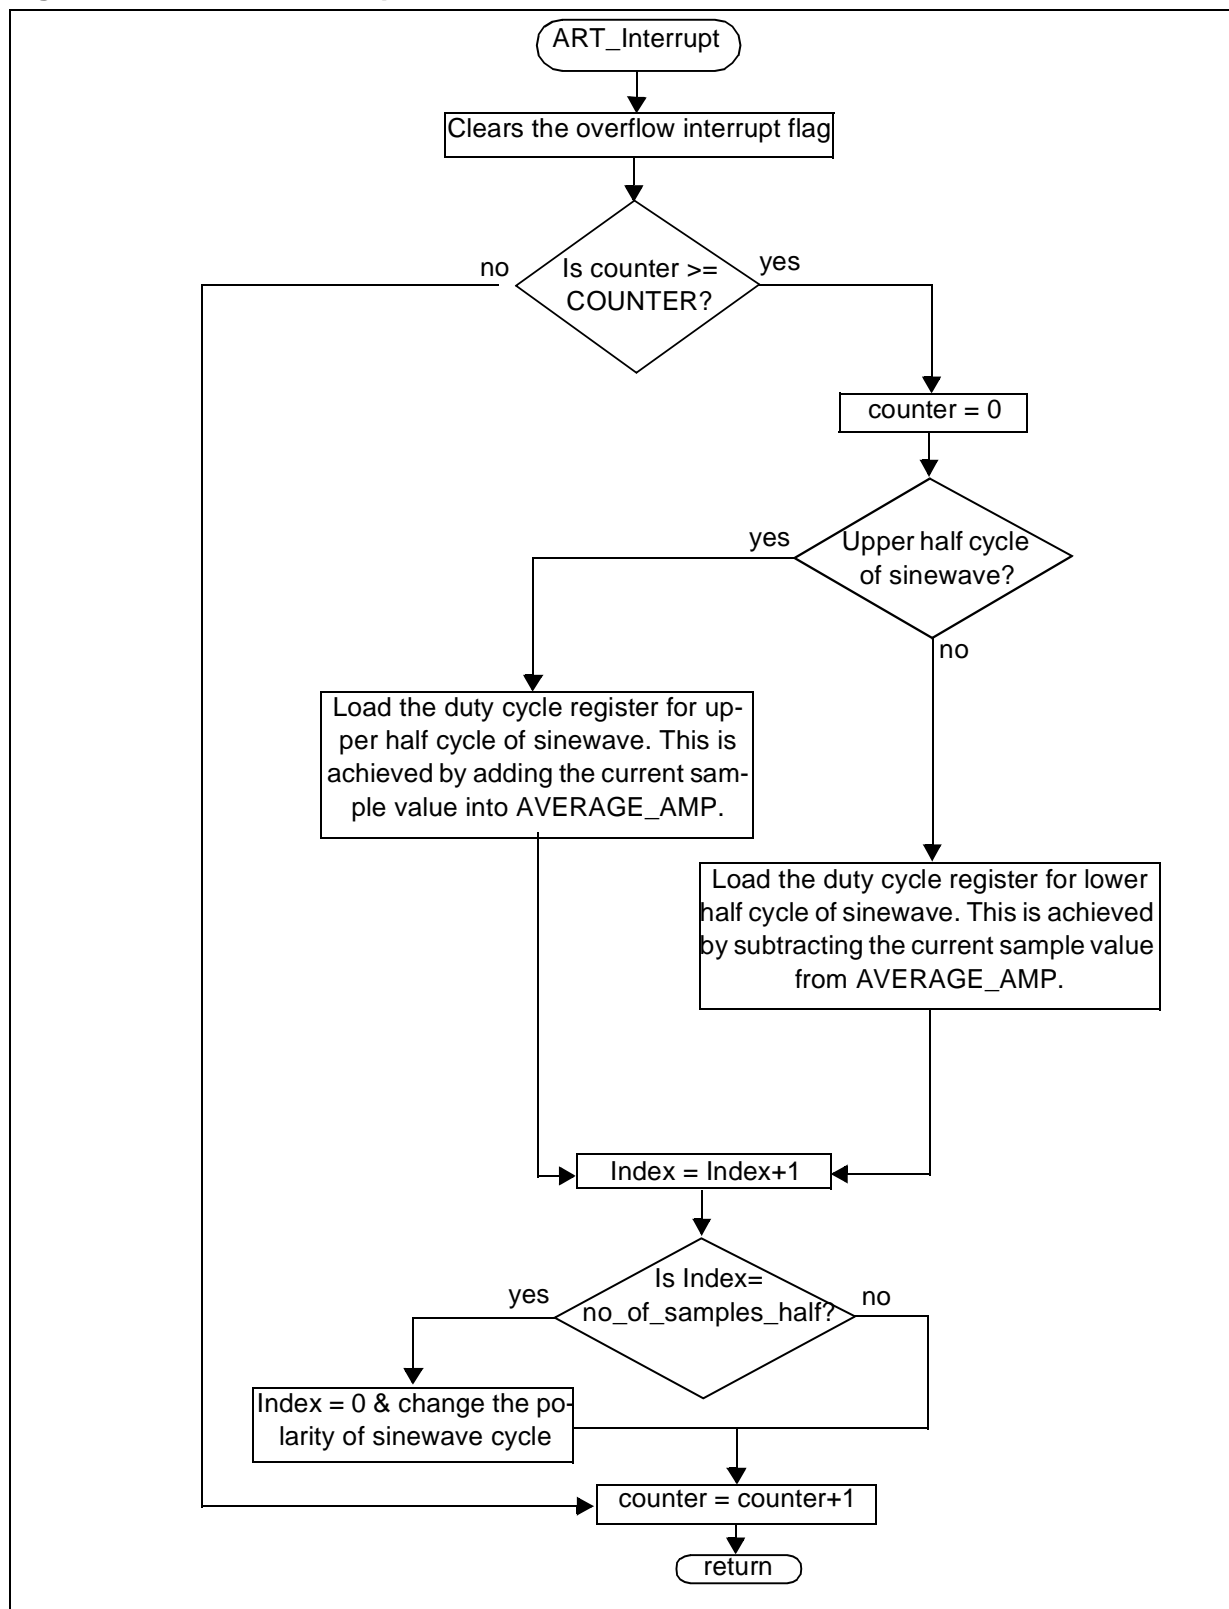 ART_Interrupt
Clears the overflow interrupt flag
no
yes
Is counter >=
COUNTER?
counter = 0
yes
Upper half cycle
of sinewave?
no
Load the duty cycle register for up-
per half cycle of sinewave. This is
achieved by adding the current sam-
ple value into AVERAGE_AMP.
Load the duty cycle register for lower
half cycle of sinewave. This is achieved
by subtracting the current sample value
from AVERAGE_AMP.
Index = Index+1
yes
Is Index=
no_of_samples_half?
no
Index = 0 & change the po-
larity of sinewave cycle
counter = counter+1
return